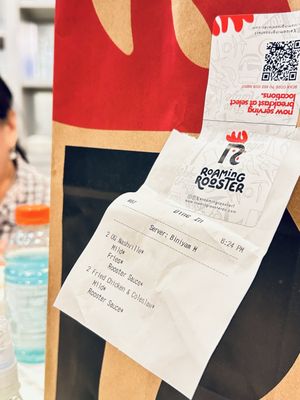 now serving
breakfast at select
locations.
ROAMING
ROOSTER
Dine In
8:24 PM
Server: Biniyam M
2 OG Nashville*
Mild*
Fries*
Rooster Sauce*
2 Fried Chicken & Coleslaw*
Mild*
Rooster Sauce*